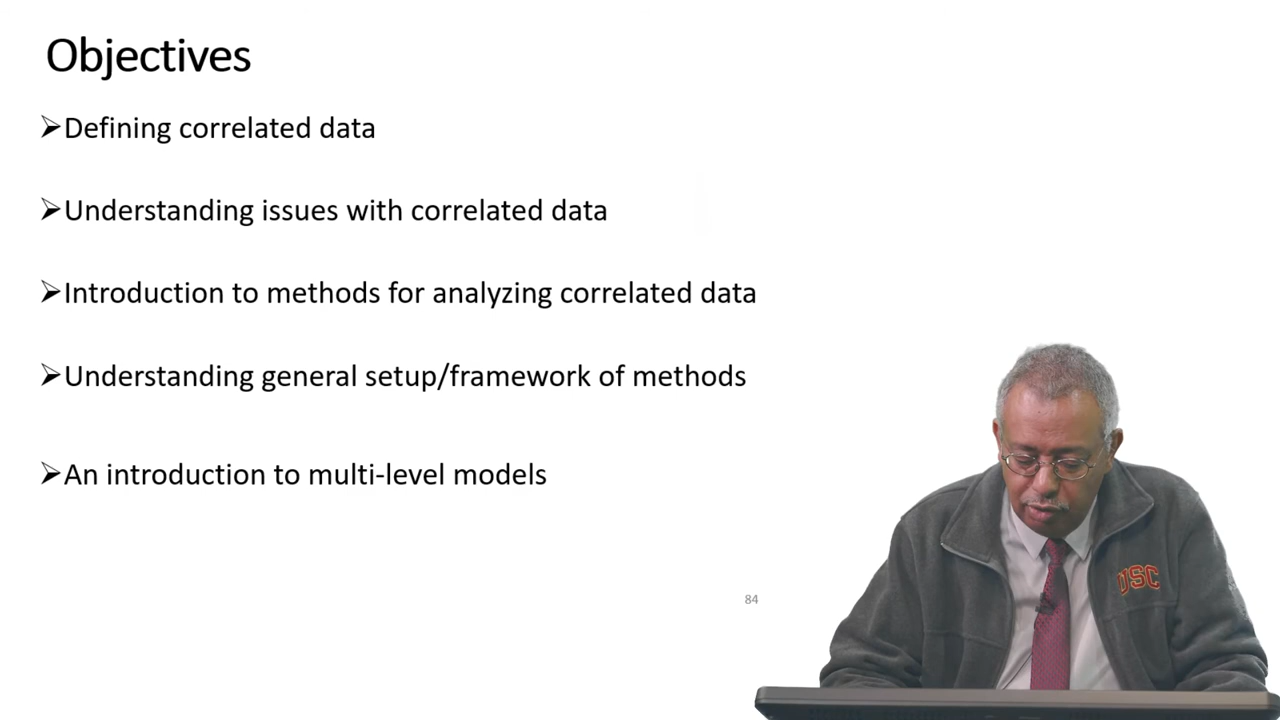 Objectives
➢Defining correlated data
➢Understanding issues with correlated data
➢Introduction to methods for analyzing correlated data
➢Understanding general setup/framework of methods
➢An introduction to multi-level models
84
USC